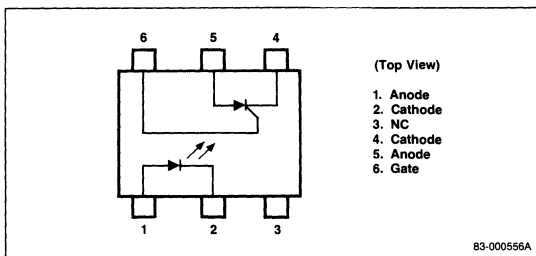 6 5 4
(Top View)
1. Anode
2. Cathode
3. NC
4. Cathode
5. Anode
6. Gate
1 2 3
83-000556A